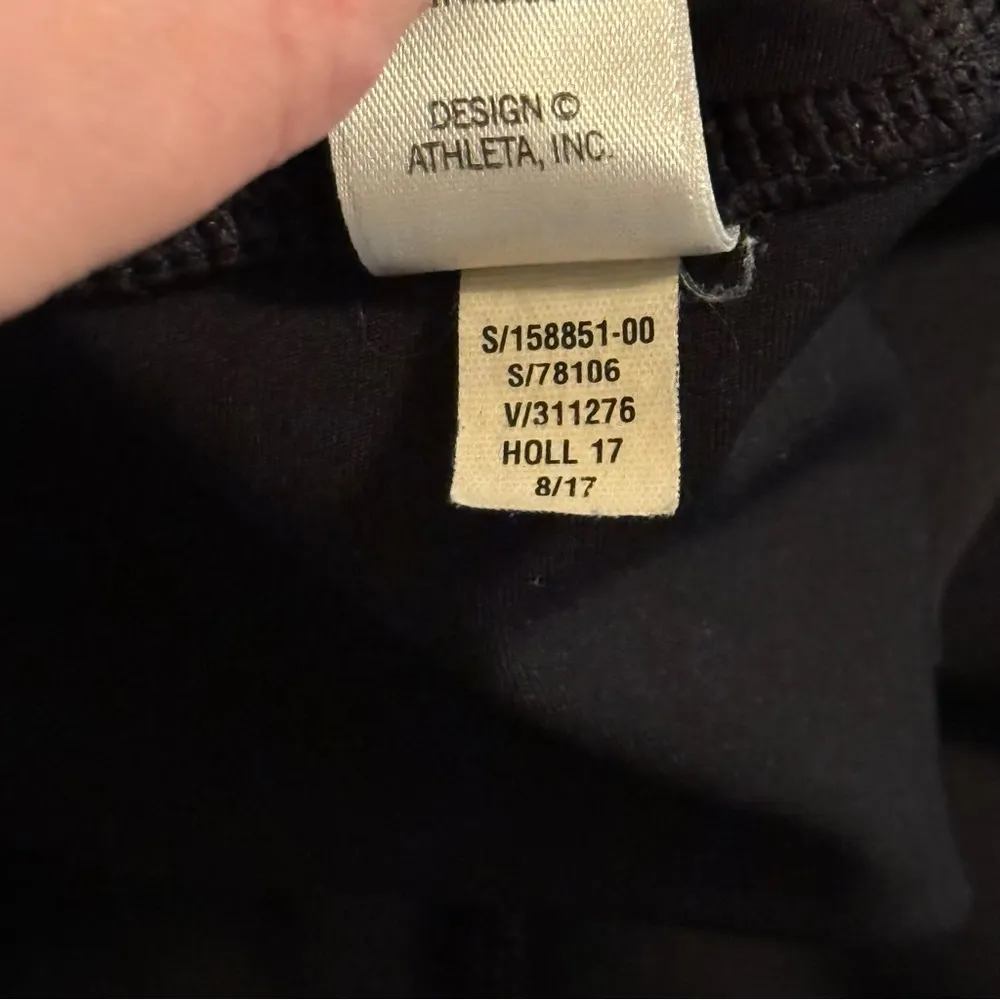 DESIGN ©
ATHLETA, INC.
S/158851-00
S/78106
V/311276
HOLL 17
8/17